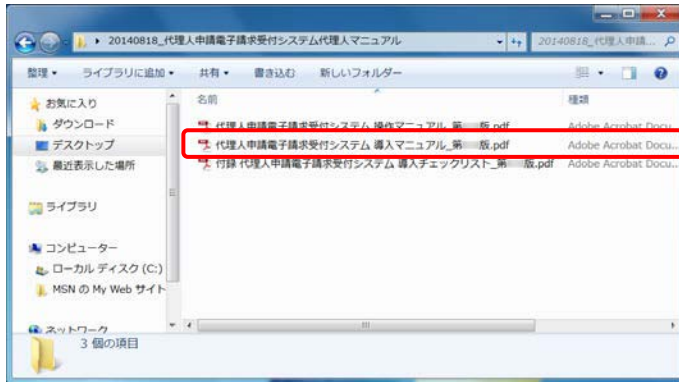 20140818_代理人申請電子請求受付システム代理人マニュアル
20140818_代理人申請...
整理 ライブラリに追加 共有 書き込む 新しいフォルダー
お気に入り
ダウンロード
デスクトップ
最近表示した場所
ライブラリ
コンピューター
ローカル ディスク (C:)
MSN の My Web サイト
ネットワーク
名前 種類
代理人申請電子請求受付システム 操作マニュアル_第 版.pdf Adobe Acrobat Docu...
代理人申請電子請求受付システム 導入マニュアル_第 版.pdf Adobe Acrobat Docu...
付録 代理人申請電子請求受付システム 導入チェックリスト_第 版.pdf Adobe Acrobat Docu...
3 個の項目